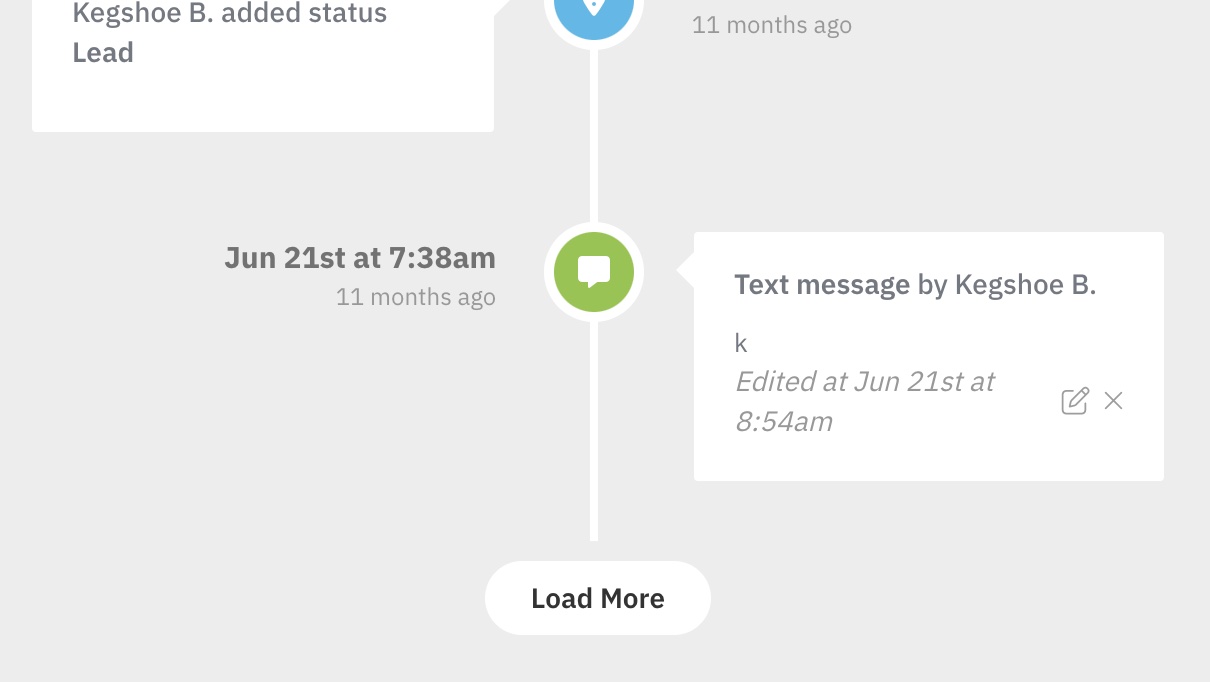 Kegshoe B. added status
Lead
11 months ago
Jun 21st at 7:38am
11 months ago
Text message by Kegshoe B.
k
Edited at Jun 21st at
8:54am
Load More